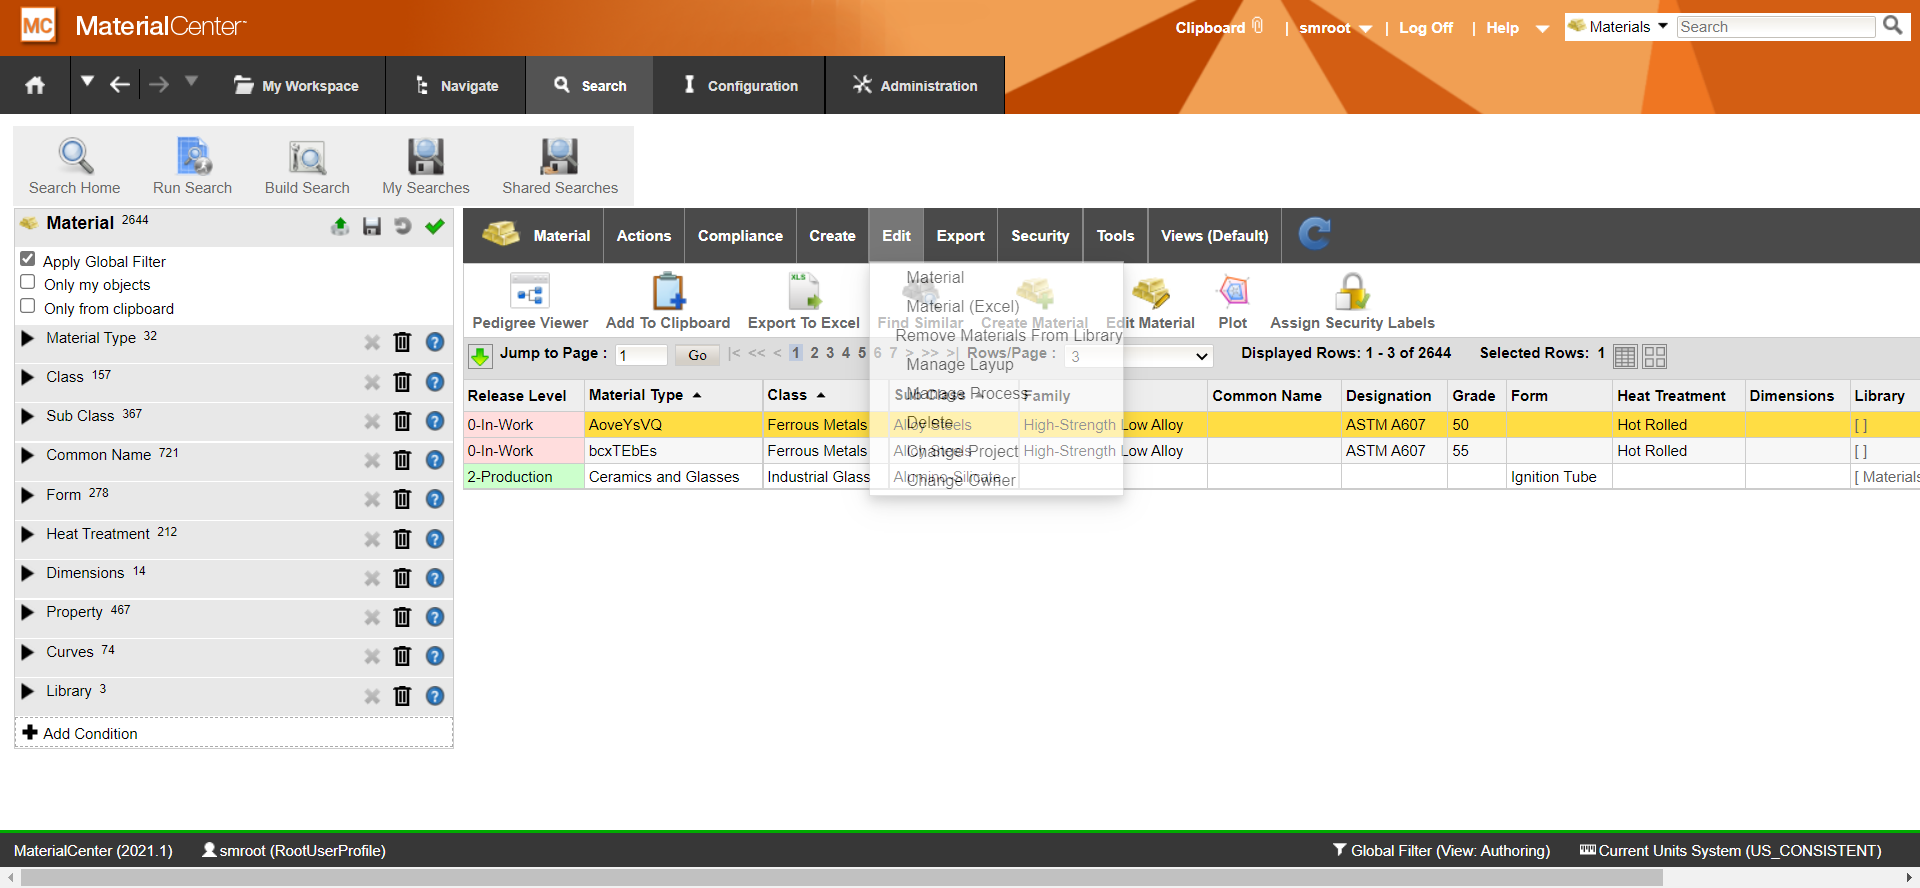 MC MaterialCenter
Clipboard | smroot | Log Off | Help Materials Search
My Workspace Navigate Search Configuration Administration
Search Home Run Search Build Search My Searches Shared Searches
Material 2644
Apply Global Filter
Only my objects
Only from clipboard
Material Type 32
Class 157
Sub Class 367
Common Name 721
Form 278
Heat Treatment 212
Dimensions 14
Property 467
Curves 74
Library 3
Add Condition
Material Actions Compliance Create Edit Export Security Tools Views (Default)
Pedigree Viewer Add To Clipboard Export To Excel Find Similar Create Material Edit Material Plot Assign Security Labels
Material
Material (Excel)
Remove Materials From Library
Manage Layup
Manage Process
Delete
Change Project
Change Owner
Jump to Page : 1 Go |< << < 1 2 3 4 5 6 7 > >> >| Rows/Page : 3 Displayed Rows: 1 - 3 of 2644 Selected Rows: 1
Release Level Material Type Class Sub Class Family Common Name Designation Grade Form Heat Treatment Dimensions Library
0-In-Work AoveYsVQ Ferrous Metals Alloy Steels High-Strength Low Alloy ASTM A607 50 Hot Rolled [ ]
0-In-Work bcxTEbEs Ferrous Metals Alloy Steels High-Strength Low Alloy ASTM A607 55 Hot Rolled [ ]
2-Production Ceramics and Glasses Industrial Glass Alumino-Silicate Ignition Tube [ Materials
MaterialCenter (2021.1) smroot (RootUserProfile) Global Filter (View: Authoring) Current Units System (US_CONSISTENT)